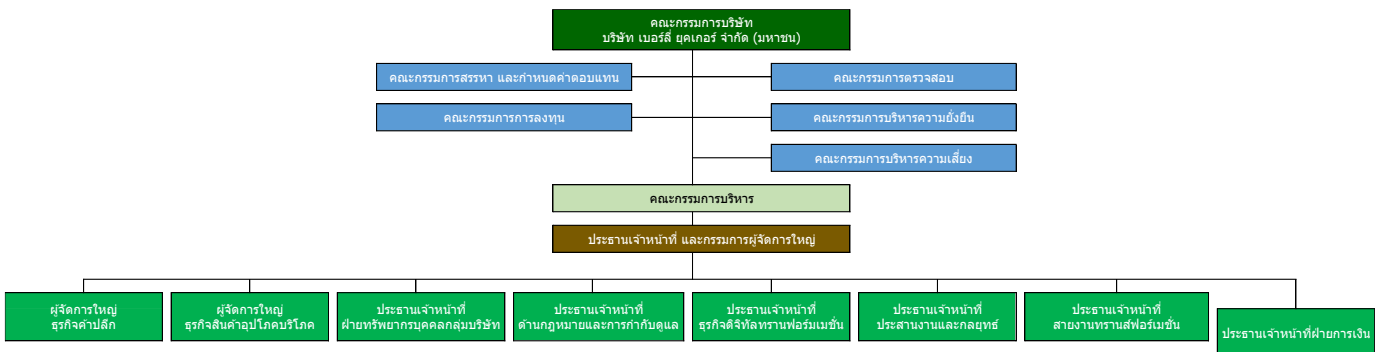 คณะกรรมการบริษัท
บริษัท เบอร์ลี่ ยุคเกอร์ จำกัด (มหาชน)
คณะกรรมการสรรหา และกำหนดค่าตอบแทน
คณะกรรมการตรวจสอบ
คณะกรรมการการลงทุน
คณะกรรมการบริหารความยั่งยืน
คณะกรรมการบริหารความเสี่ยง
คณะกรรมการบริหาร
ประธานเจ้าหน้าที่ และกรรมการผู้จัดการใหญ่
ผู้จัดการใหญ่
ธุรกิจค้าปลีก
ผู้จัดการใหญ่
ธุรกิจสินค้าอุปโภคบริโภค
ประธานเจ้าหน้าที่
ฝ่ายทรัพยากรบุคคลกลุ่มบริษัท
ประธานเจ้าหน้าที่
ด้านกฎหมายและการกำกับดูแล
ประธานเจ้าหน้าที่
ธุรกิจดิจิทัลทรานฟอร์มเมชั่น
ประธานเจ้าหน้าที่
ประสานงานและกลยุทธ์
ประธานเจ้าหน้าที่
สายงานทรานส์ฟอร์เมชั่น
ประธานเจ้าหน้าที่ฝ่ายการเงิน